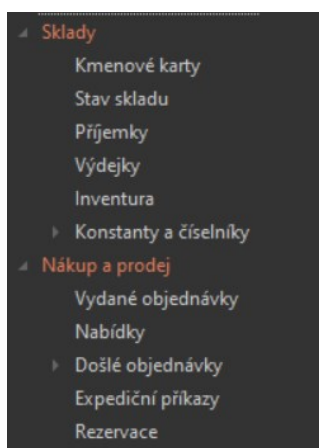 Sklady
Kmenové karty
Stav skladu
Příjemky
Výdejky
Inventura
Konstanty a číselníky
Nákup a prodej
Vydané objednávky
Nabídky
Došlé objednávky
Expediční příkazy
Rezervace